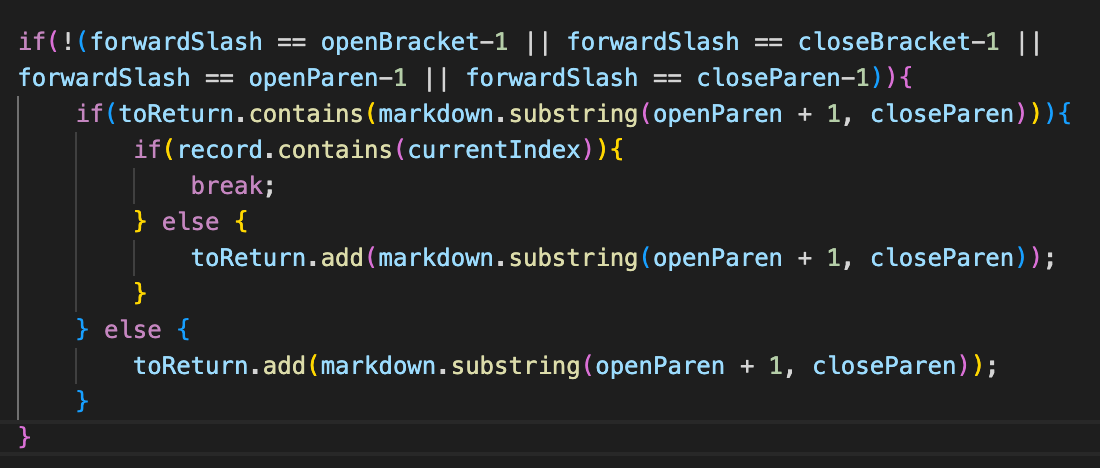 if(!(forwardSlash == openBracket-1 || forwardSlash == closeBracket-1 ||
forwardSlash == openParen-1 || forwardSlash == closeParen-1)){
    if(toReturn.contains(markdown.substring(openParen + 1, closeParen))){
        if(record.contains(currentIndex)){
            break;
        } else {
            toReturn.add(markdown.substring(openParen + 1, closeParen));
        }
    } else {
        toReturn.add(markdown.substring(openParen + 1, closeParen));
    }
}